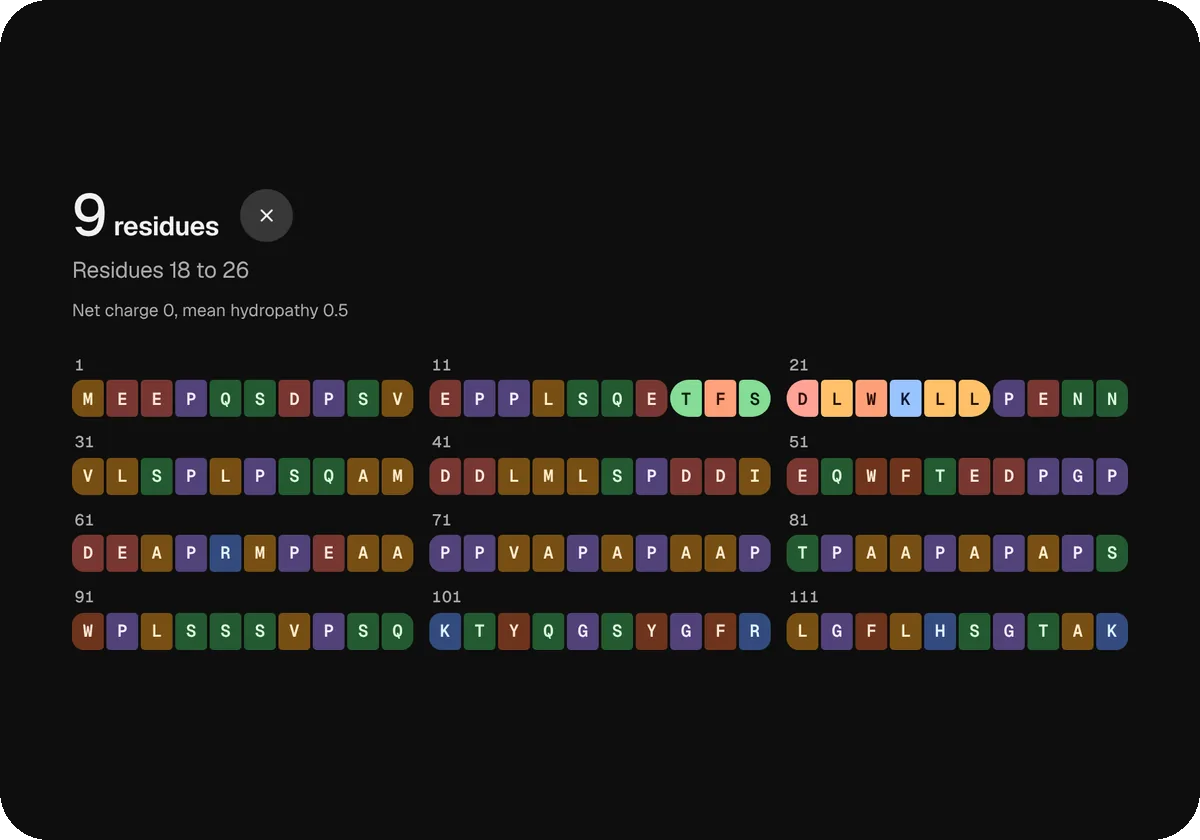 9 residues ×
Residues 18 to 26
Net charge 0, mean hydropathy 0.5
1 11 21
M E E P Q S D P S V E P P L S Q E T F S D L W K L L P E N N
31 41 51
V L S P L P S Q A M D D L M L S P D D I E Q W F T E D P G P
61 71 81
D E A P R M P E A A P P V A P A P A A P T P A A P A P A P S
91 101 111
W P L S S S V P S Q K T Y Q G S Y G F R L G F L H S G T A K